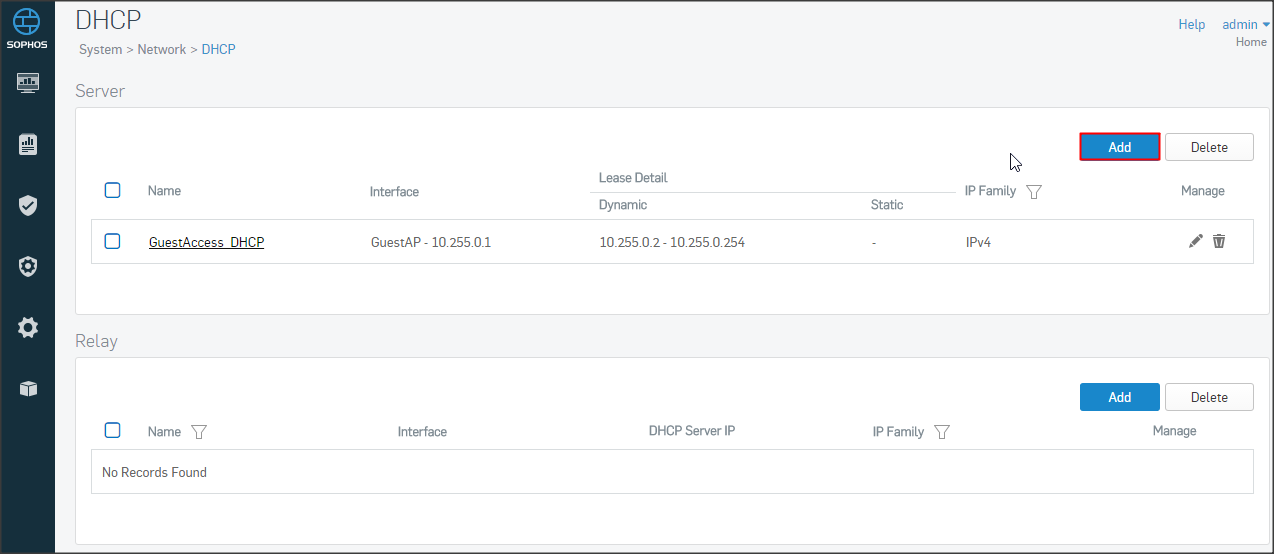 DHCP
System > Network > DHCP
Help admin
Home
SOPHOS
Server
Add Delete
Name Interface Lease Detail IP Family Manage
Dynamic Static
GuestAccess_DHCP GuestAP - 10.255.0.1 10.255.0.2 - 10.255.0.254 - IPv4
Relay
Add Delete
Name Interface DHCP Server IP IP Family Manage
No Records Found